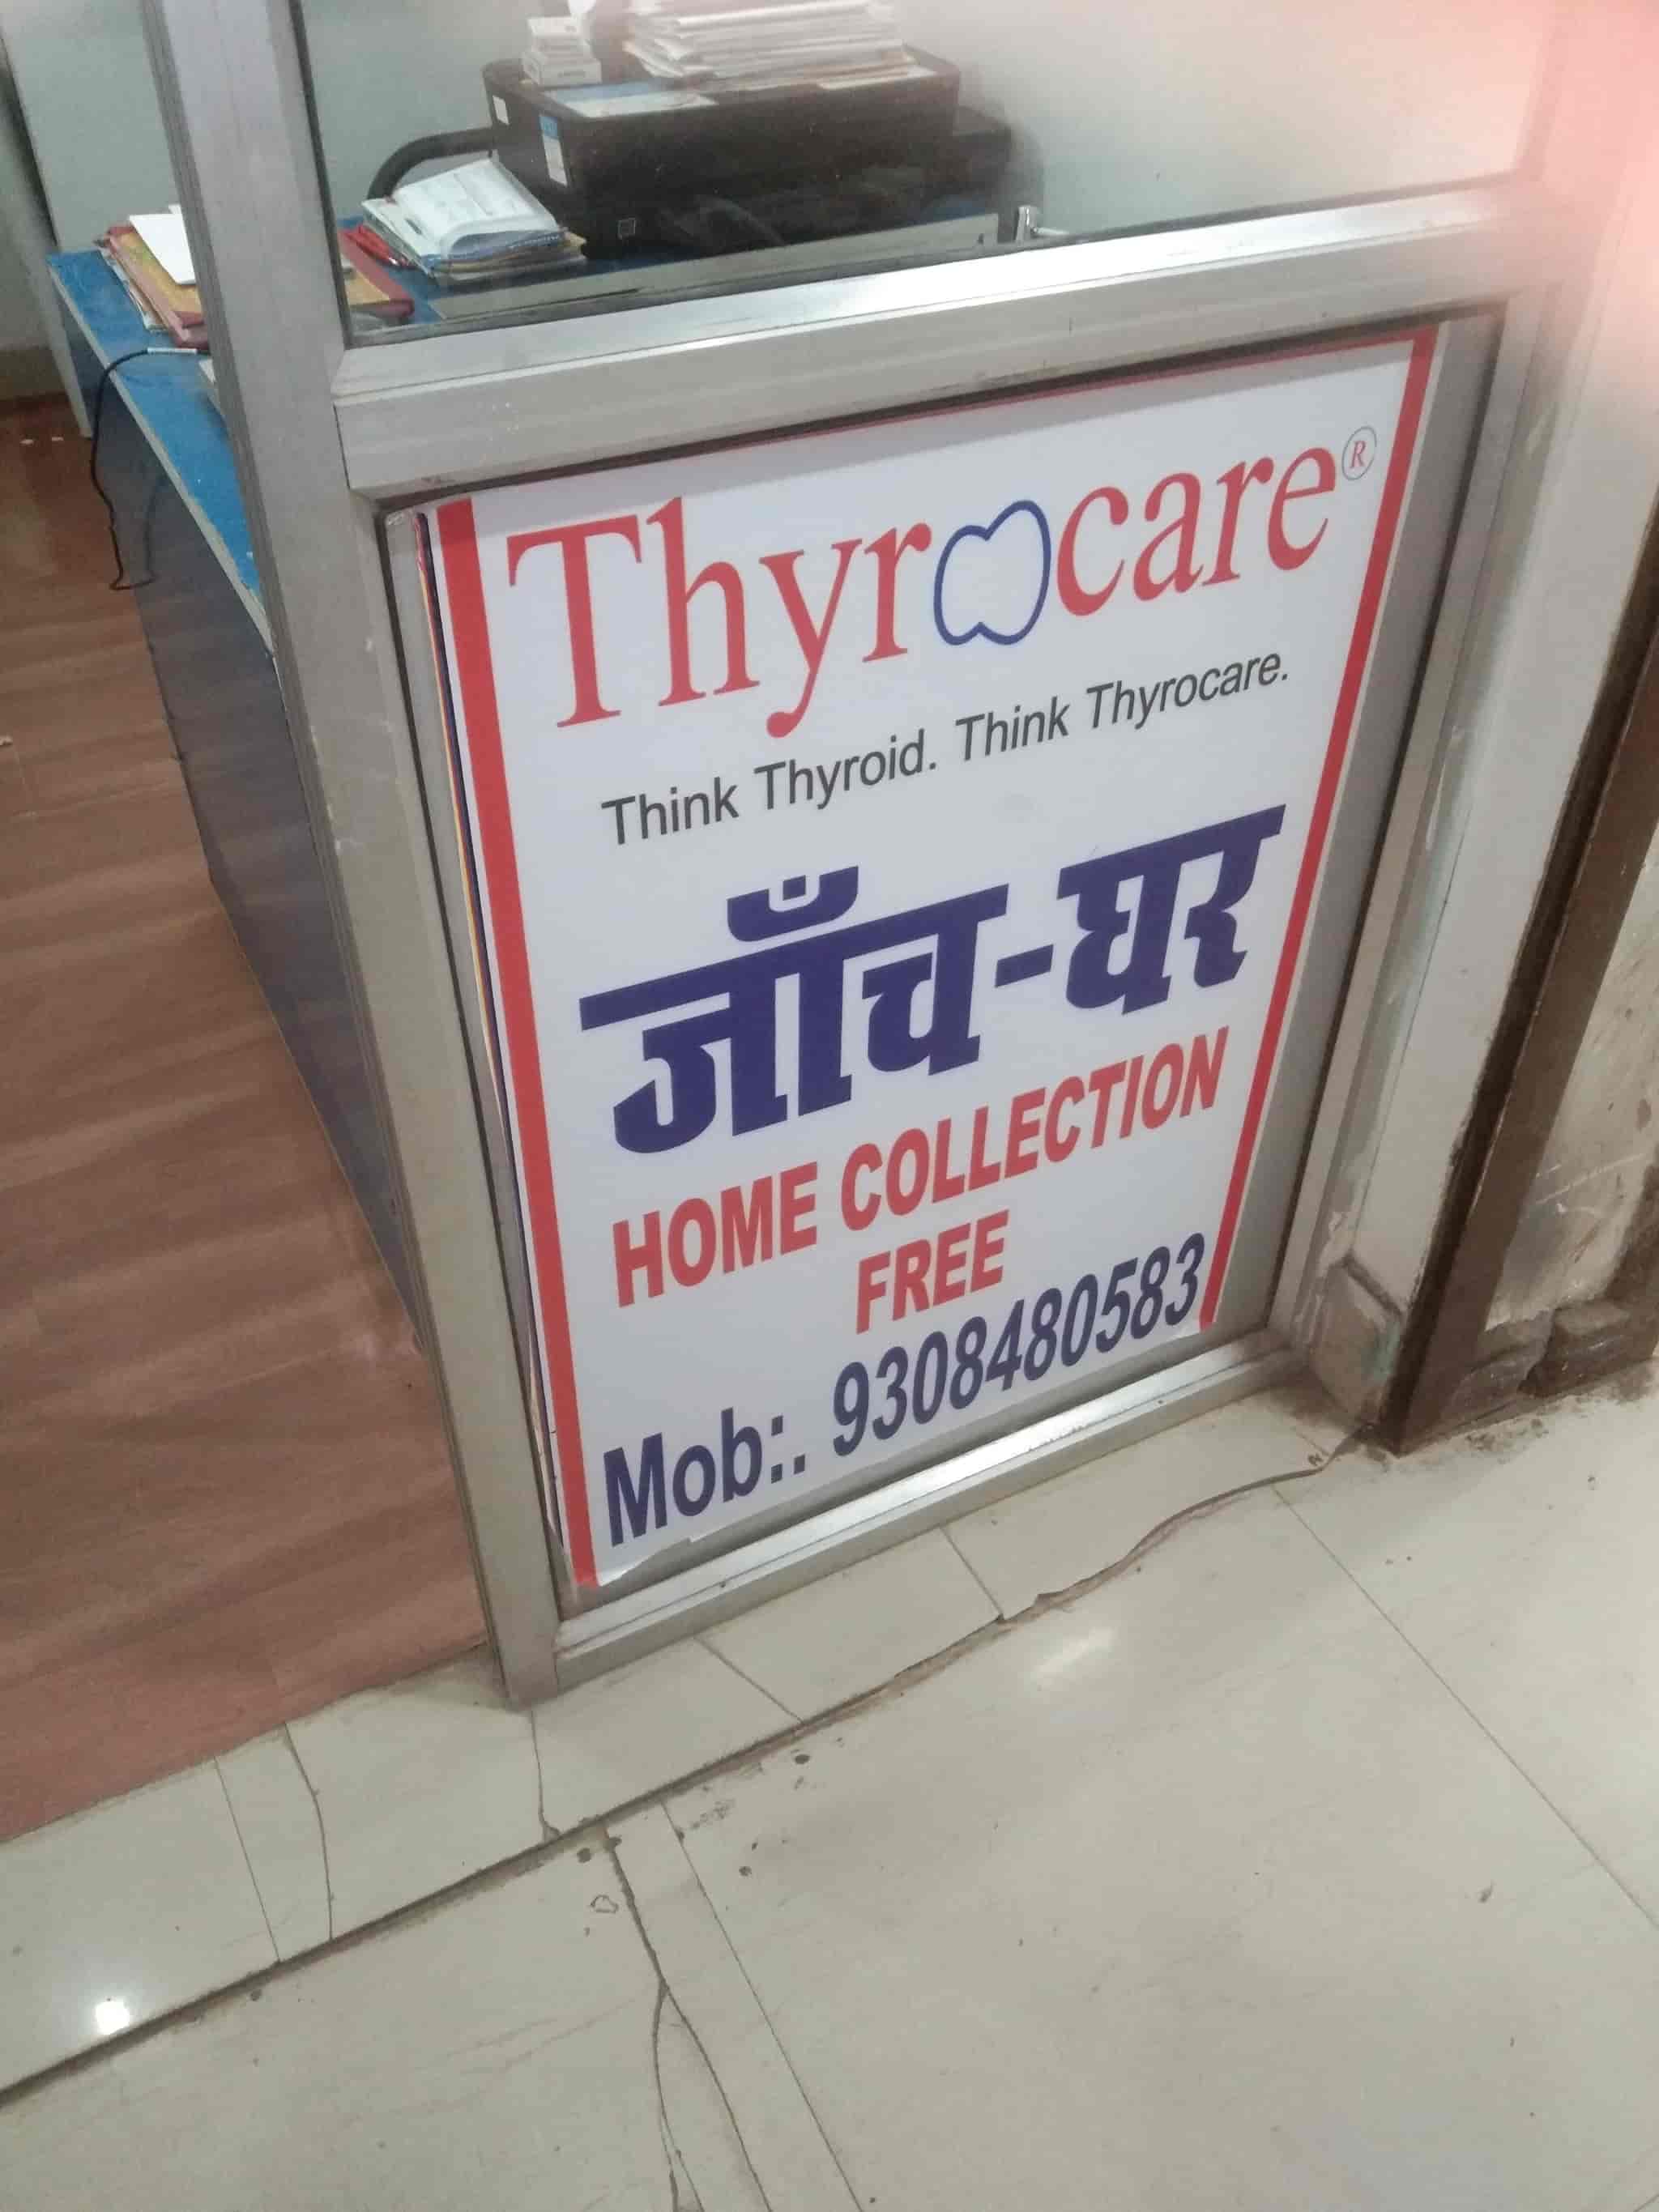 Thyrocare®
Think Thyroid. Think Thyrocare.
जाँच-घर
HOME COLLECTION
FREE
Mob:. 9308480583